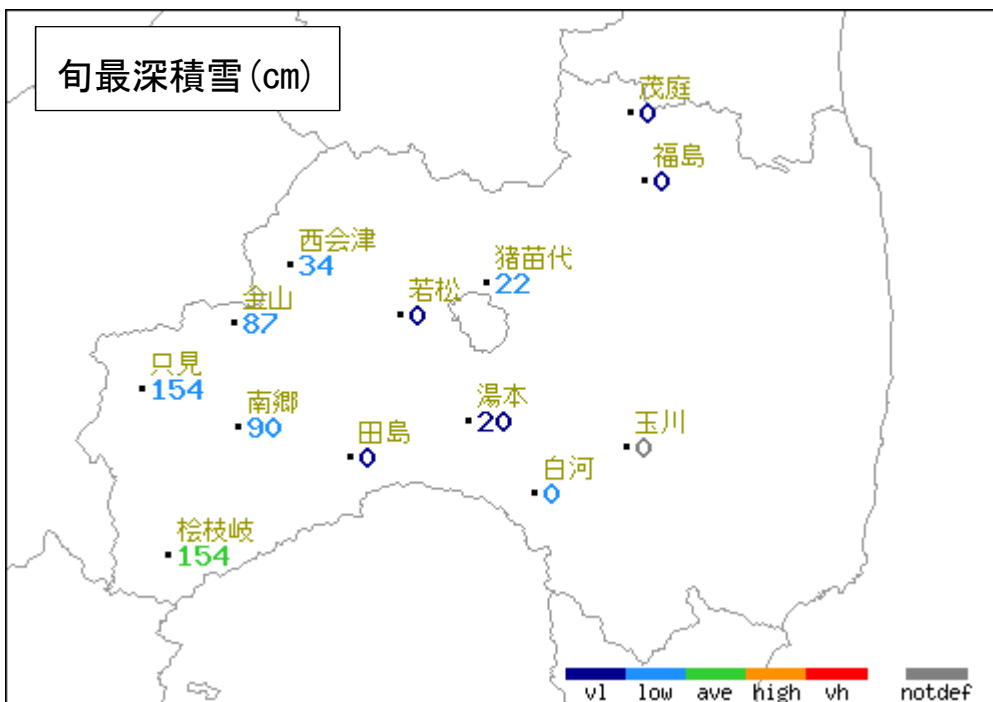 旬最深積雪(cm)
茂庭
0
福島
0
西会津
34
猪苗代
22
若松
0
金山
87
只見
154
南郷
90
湯本
20
田島
0
玉川
0
白河
0
桧枝岐
154
vl low ave high vh notdef